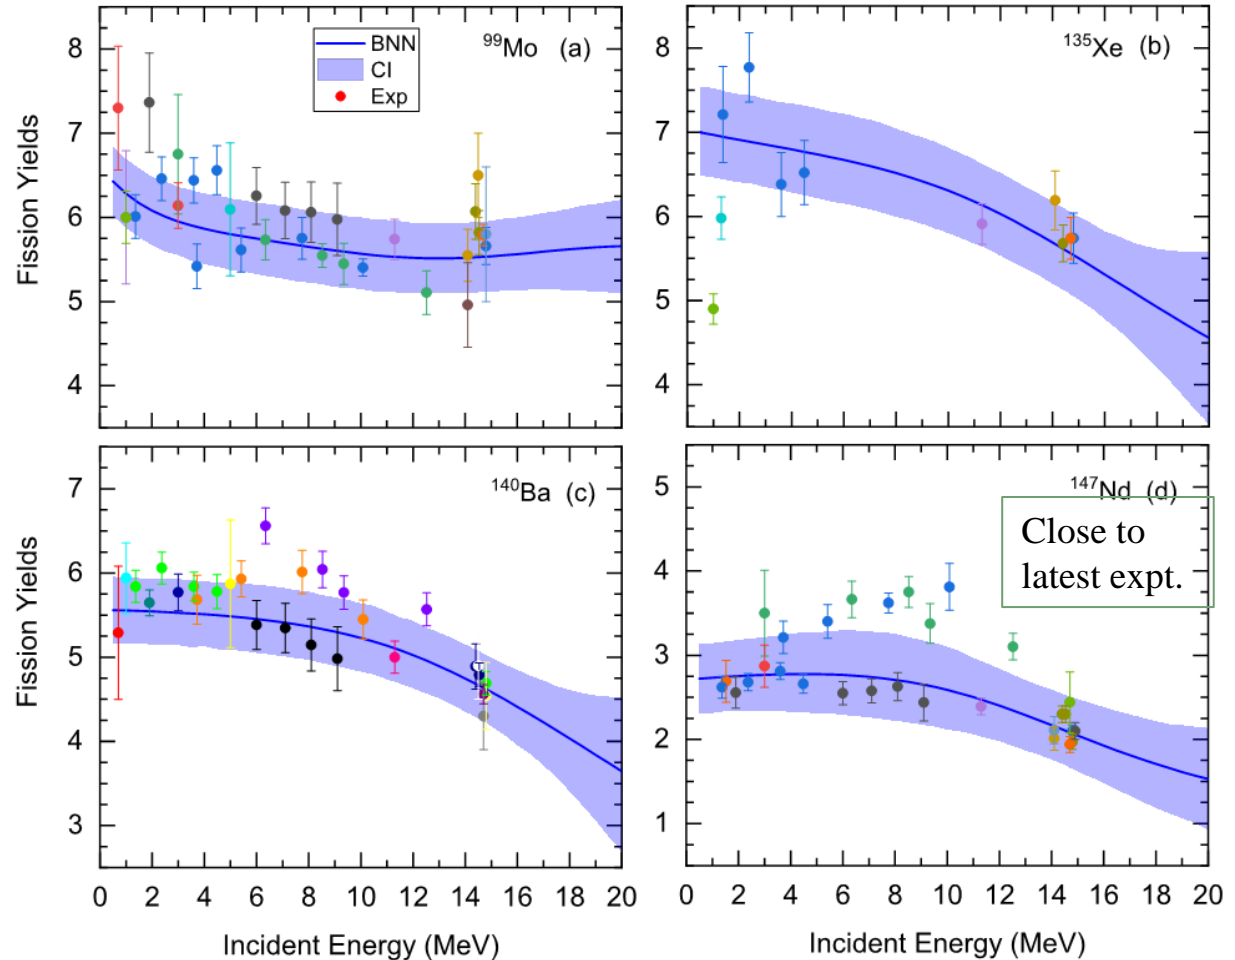 8
7
6
5
4
Fission Yields
BNN
CI
Exp
⁹⁹Mo (a)
8
7
6
5
4
¹³⁵Xe (b)
7
6
5
4
3
Fission Yields
¹⁴⁰Ba (c)
0 2 4 6 8 10 12 14 16 18 20
Incident Energy (MeV)
5
4
3
2
1
¹⁴⁷Nd (d)
Close to
latest expt.
0 2 4 6 8 10 12 14 16 18 20
Incident Energy (MeV)